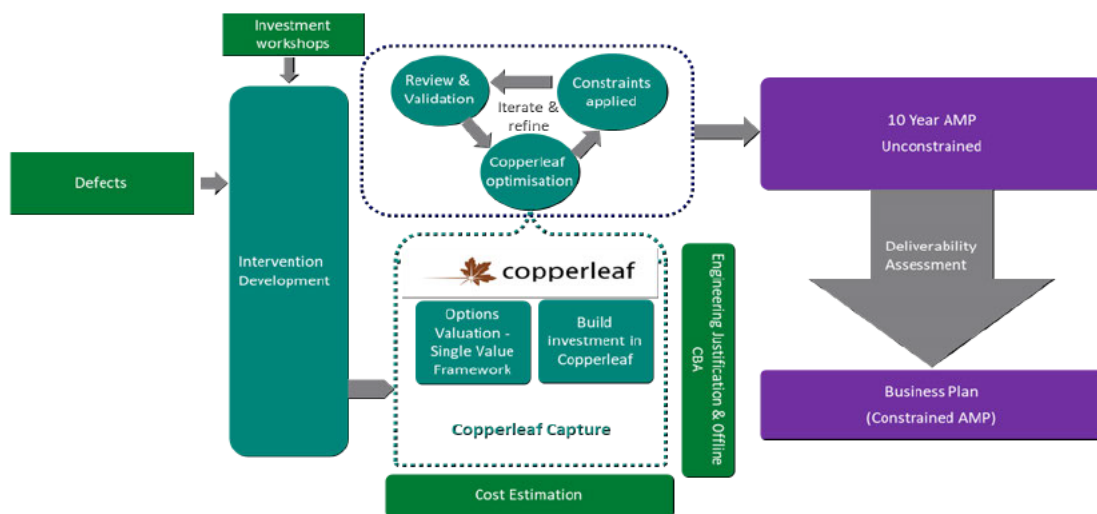 Investment
workshops
Defects
Intervention
Development
Review &
Validation
Constraints
applied
Iterate &
refine
Copperleaf
optimisation
copperleaf
Options
Valuation -
Single Value
Framework
Build
Investment in
Copperleaf
Copperleaf Capture
Cost Estimation
Engineering Justification & Offline
CBA
10 Year AMP
Unconstrained
Deliverability
Assessment
Business Plan
(Constrained AMP)